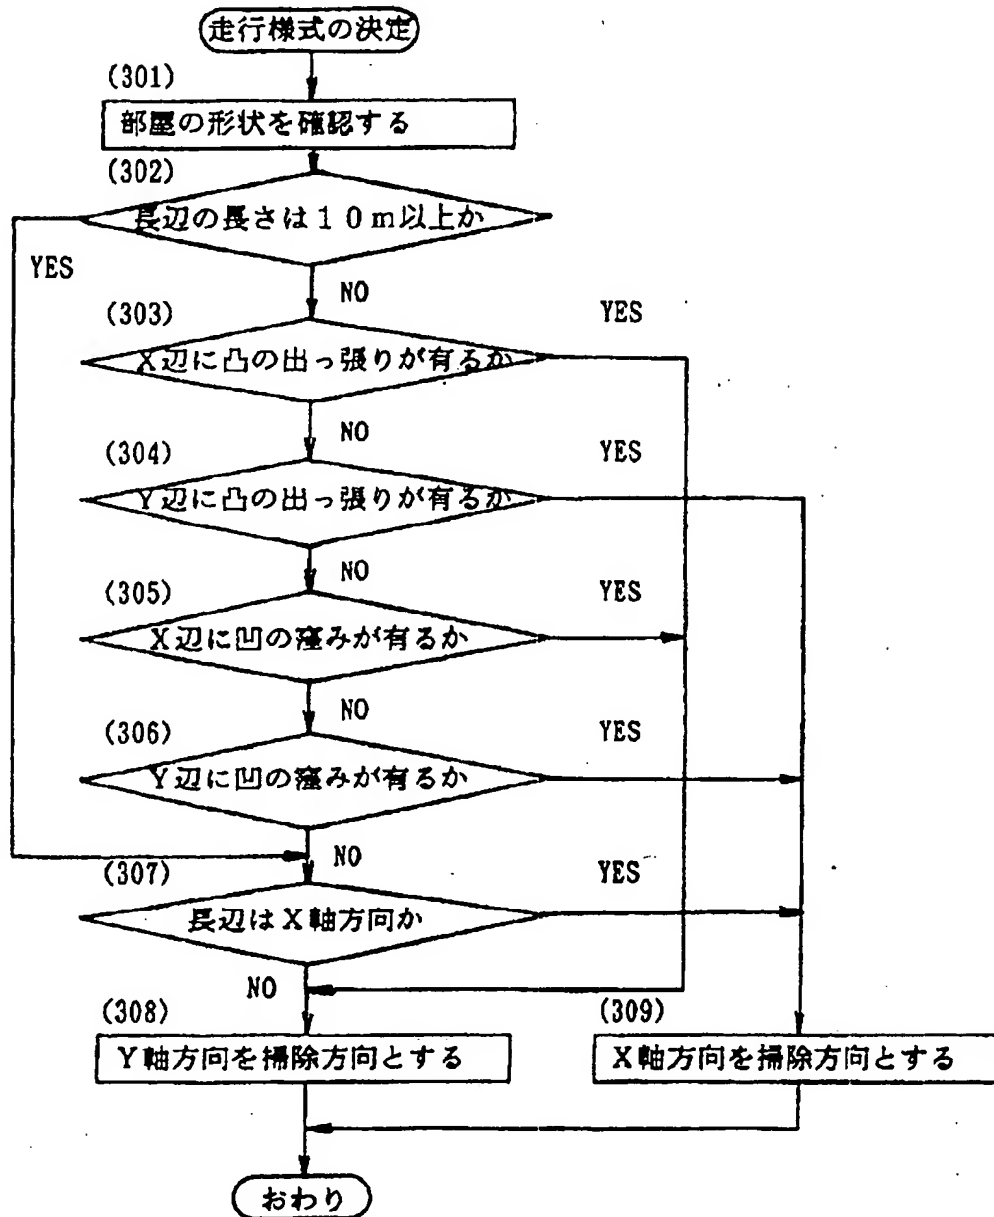 走行様式の決定
(301)
部屋の形状を確認する
(302)
長辺の長さは10m以上か
YES
NO
(303)
YES
X辺に凸の出っ張りが有るか
NO
(304)
YES
Y辺に凸の出っ張りが有るか
NO
(305)
YES
X辺に凹の窪みが有るか
NO
(306)
YES
Y辺に凹の窪みが有るか
NO
(307)
YES
長辺はX軸方向か
NO
(308)
(309)
Y軸方向を掃除方向とする
X軸方向を掃除方向とする
おわり